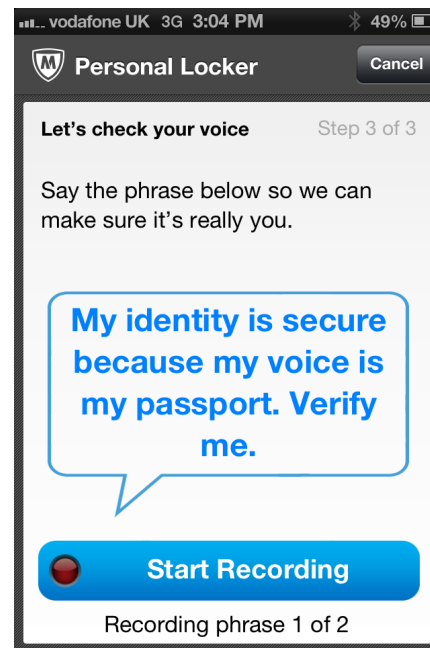 vodafone UK 3G 3:04 PM 49%
Personal Locker Cancel
Let's check your voice Step 3 of 3
Say the phrase below so we can
make sure it's really you.
My identity is secure
because my voice is
my passport. Verify
me.
Start Recording
Recording phrase 1 of 2